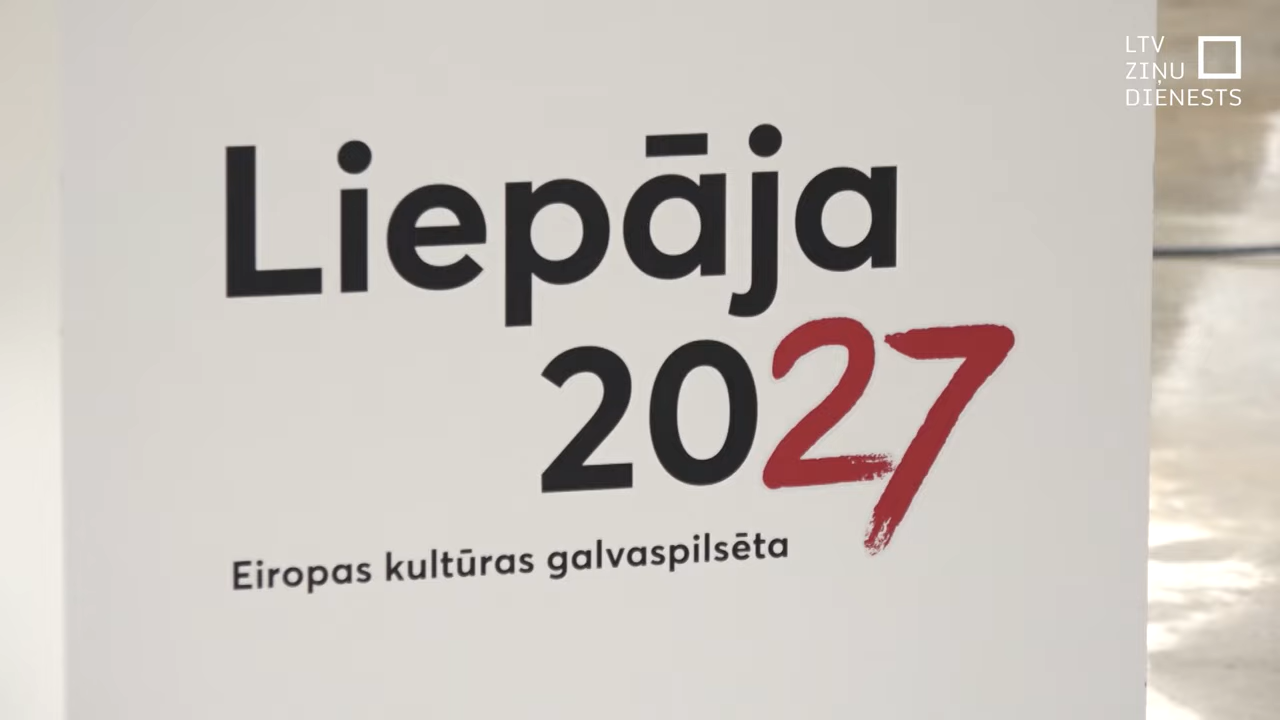 LTV
ZIŅU
DIENESTS
Liepāja
2027
Eiropas kultūras galvaspilsēta